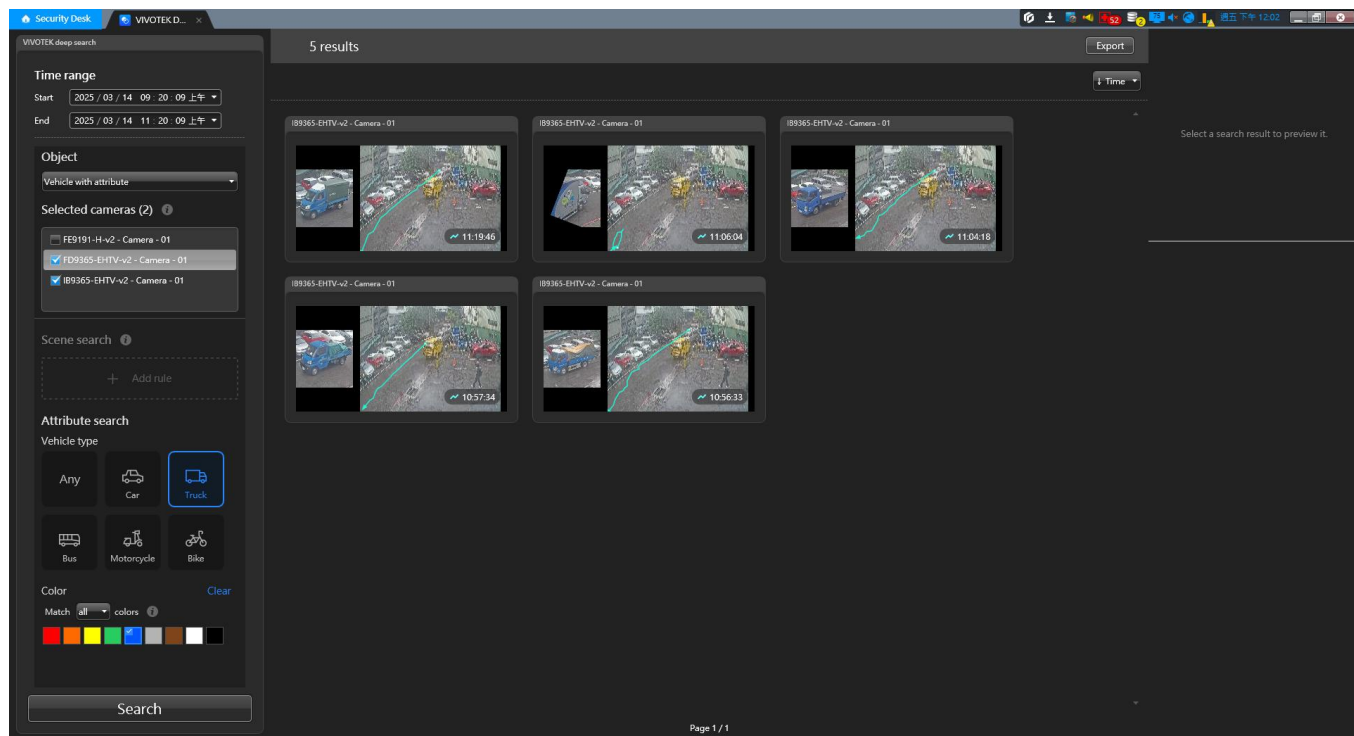 Security Desk
VIVOTEK D...
52
2
75
週五 下午 12:02
VIVOTEK deep search
Time range
Start 2025 / 03 / 14 09 : 20 : 09 上午
End 2025 / 03 / 14 11 : 20 : 09 上午
Object
Vehicle with attribute
Selected cameras (2)
FE9191-H-v2 - Camera - 01
FD9365-EHTV-v2 - Camera - 01
IB9365-EHTV-v2 - Camera - 01
Scene search
+ Add rule
Attribute search
Vehicle type
Any
Car
Truck
Bus
Motorcycle
Bike
Color Clear
Match all colors
Search
5 results
Export
↓ Time
IB9365-EHTV-v2 - Camera - 01
11:19:46
IB9365-EHTV-v2 - Camera - 01
11:06:04
IB9365-EHTV-v2 - Camera - 01
11:04:18
IB9365-EHTV-v2 - Camera - 01
10:57:34
IB9365-EHTV-v2 - Camera - 01
10:56:33
Page 1 / 1
Select a search result to preview it.